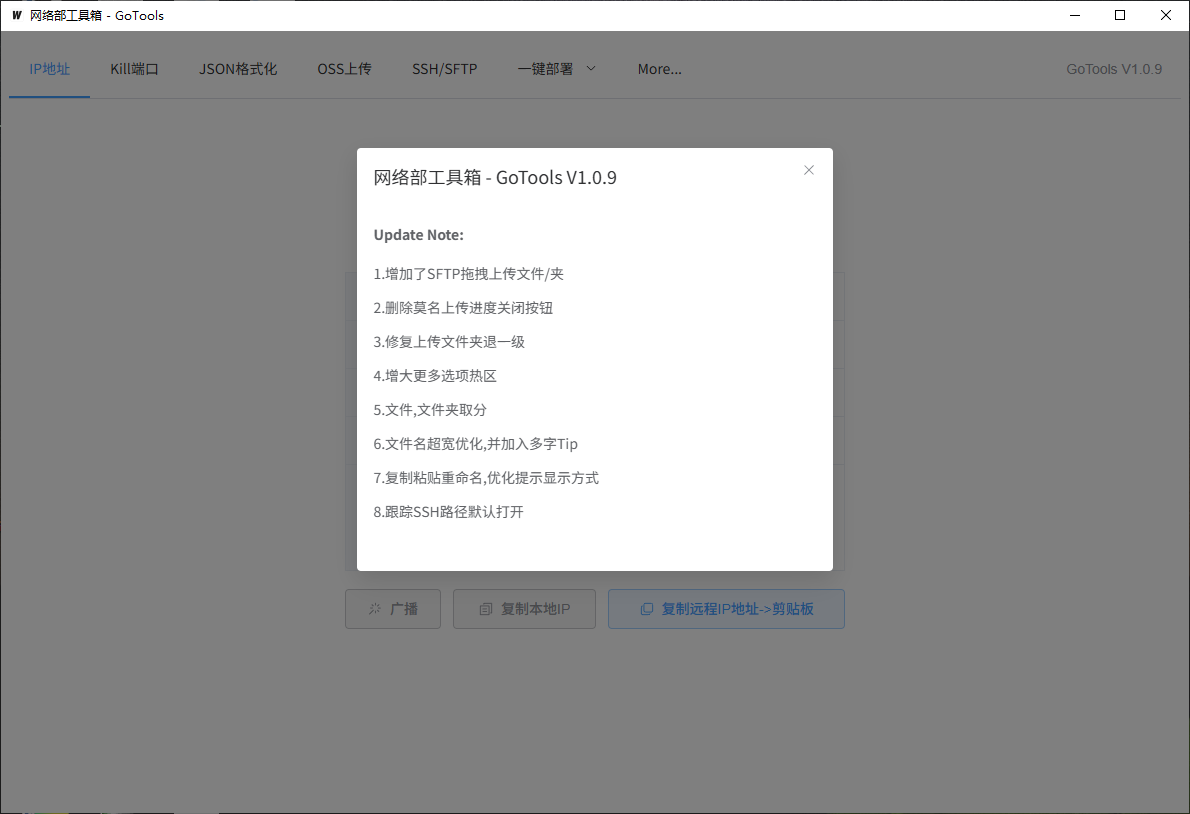 网络部工具箱 - GoTools
IP地址 Kill端口 JSON格式化 OSS上传 SSH/SFTP 一键部署 More... GoTools V1.0.9
网络部工具箱 - GoTools V1.0.9
Update Note:
1.增加了SFTP拖拽上传文件/夹
2.删除莫名上传进度关闭按钮
3.修复上传文件夹退一级
4.增大更多选项热区
5.文件,文件夹取分
6.文件名超宽优化,并加入多字Tip
7.复制粘贴重命名,优化提示显示方式
8.跟踪SSH路径默认打开
广播 复制本地IP 复制远程IP地址->剪贴板